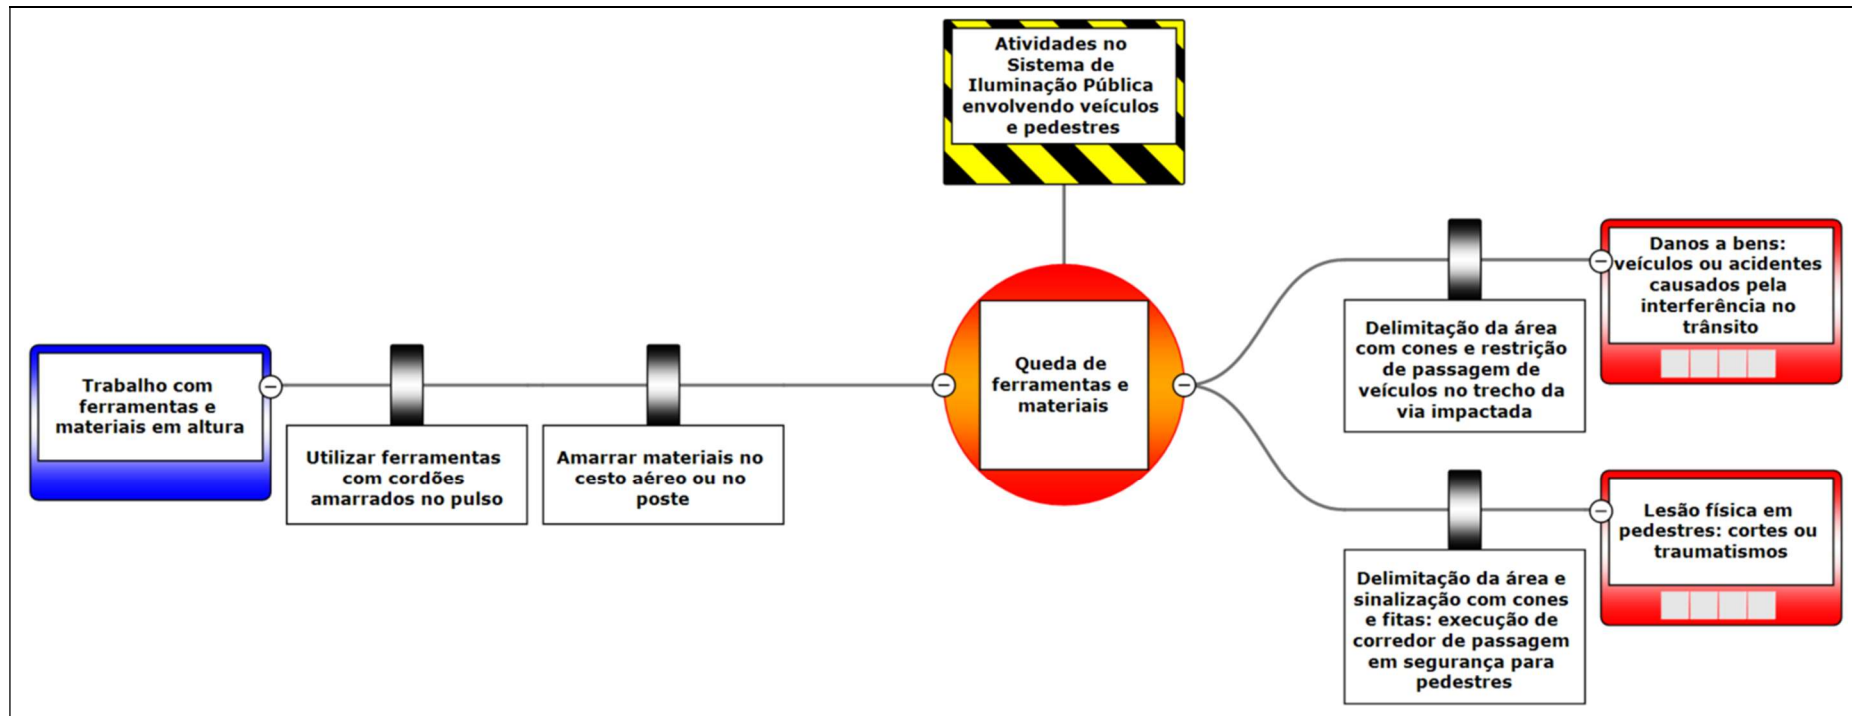 Atividades no
Sistema de
Iluminação Pública
envolvendo veículos
e pedestres
Trabalho com
ferramentas e
materiais em altura
Utilizar ferramentas
com cordões
amarrados no pulso
Amarrar materiais no
cesto aéreo ou no
poste
Queda de
ferramentas e
materiais
Delimitação da área
com cones e restrição
de passagem de
veículos no trecho da
via impactada
Danos a bens:
veículos ou acidentes
causados pela
interferência no
trânsito
Delimitação da área e
sinalização com cones
e fitas: execução de
corredor de passagem
em segurança para
pedestres
Lesão física em
pedestres: cortes ou
traumatismos